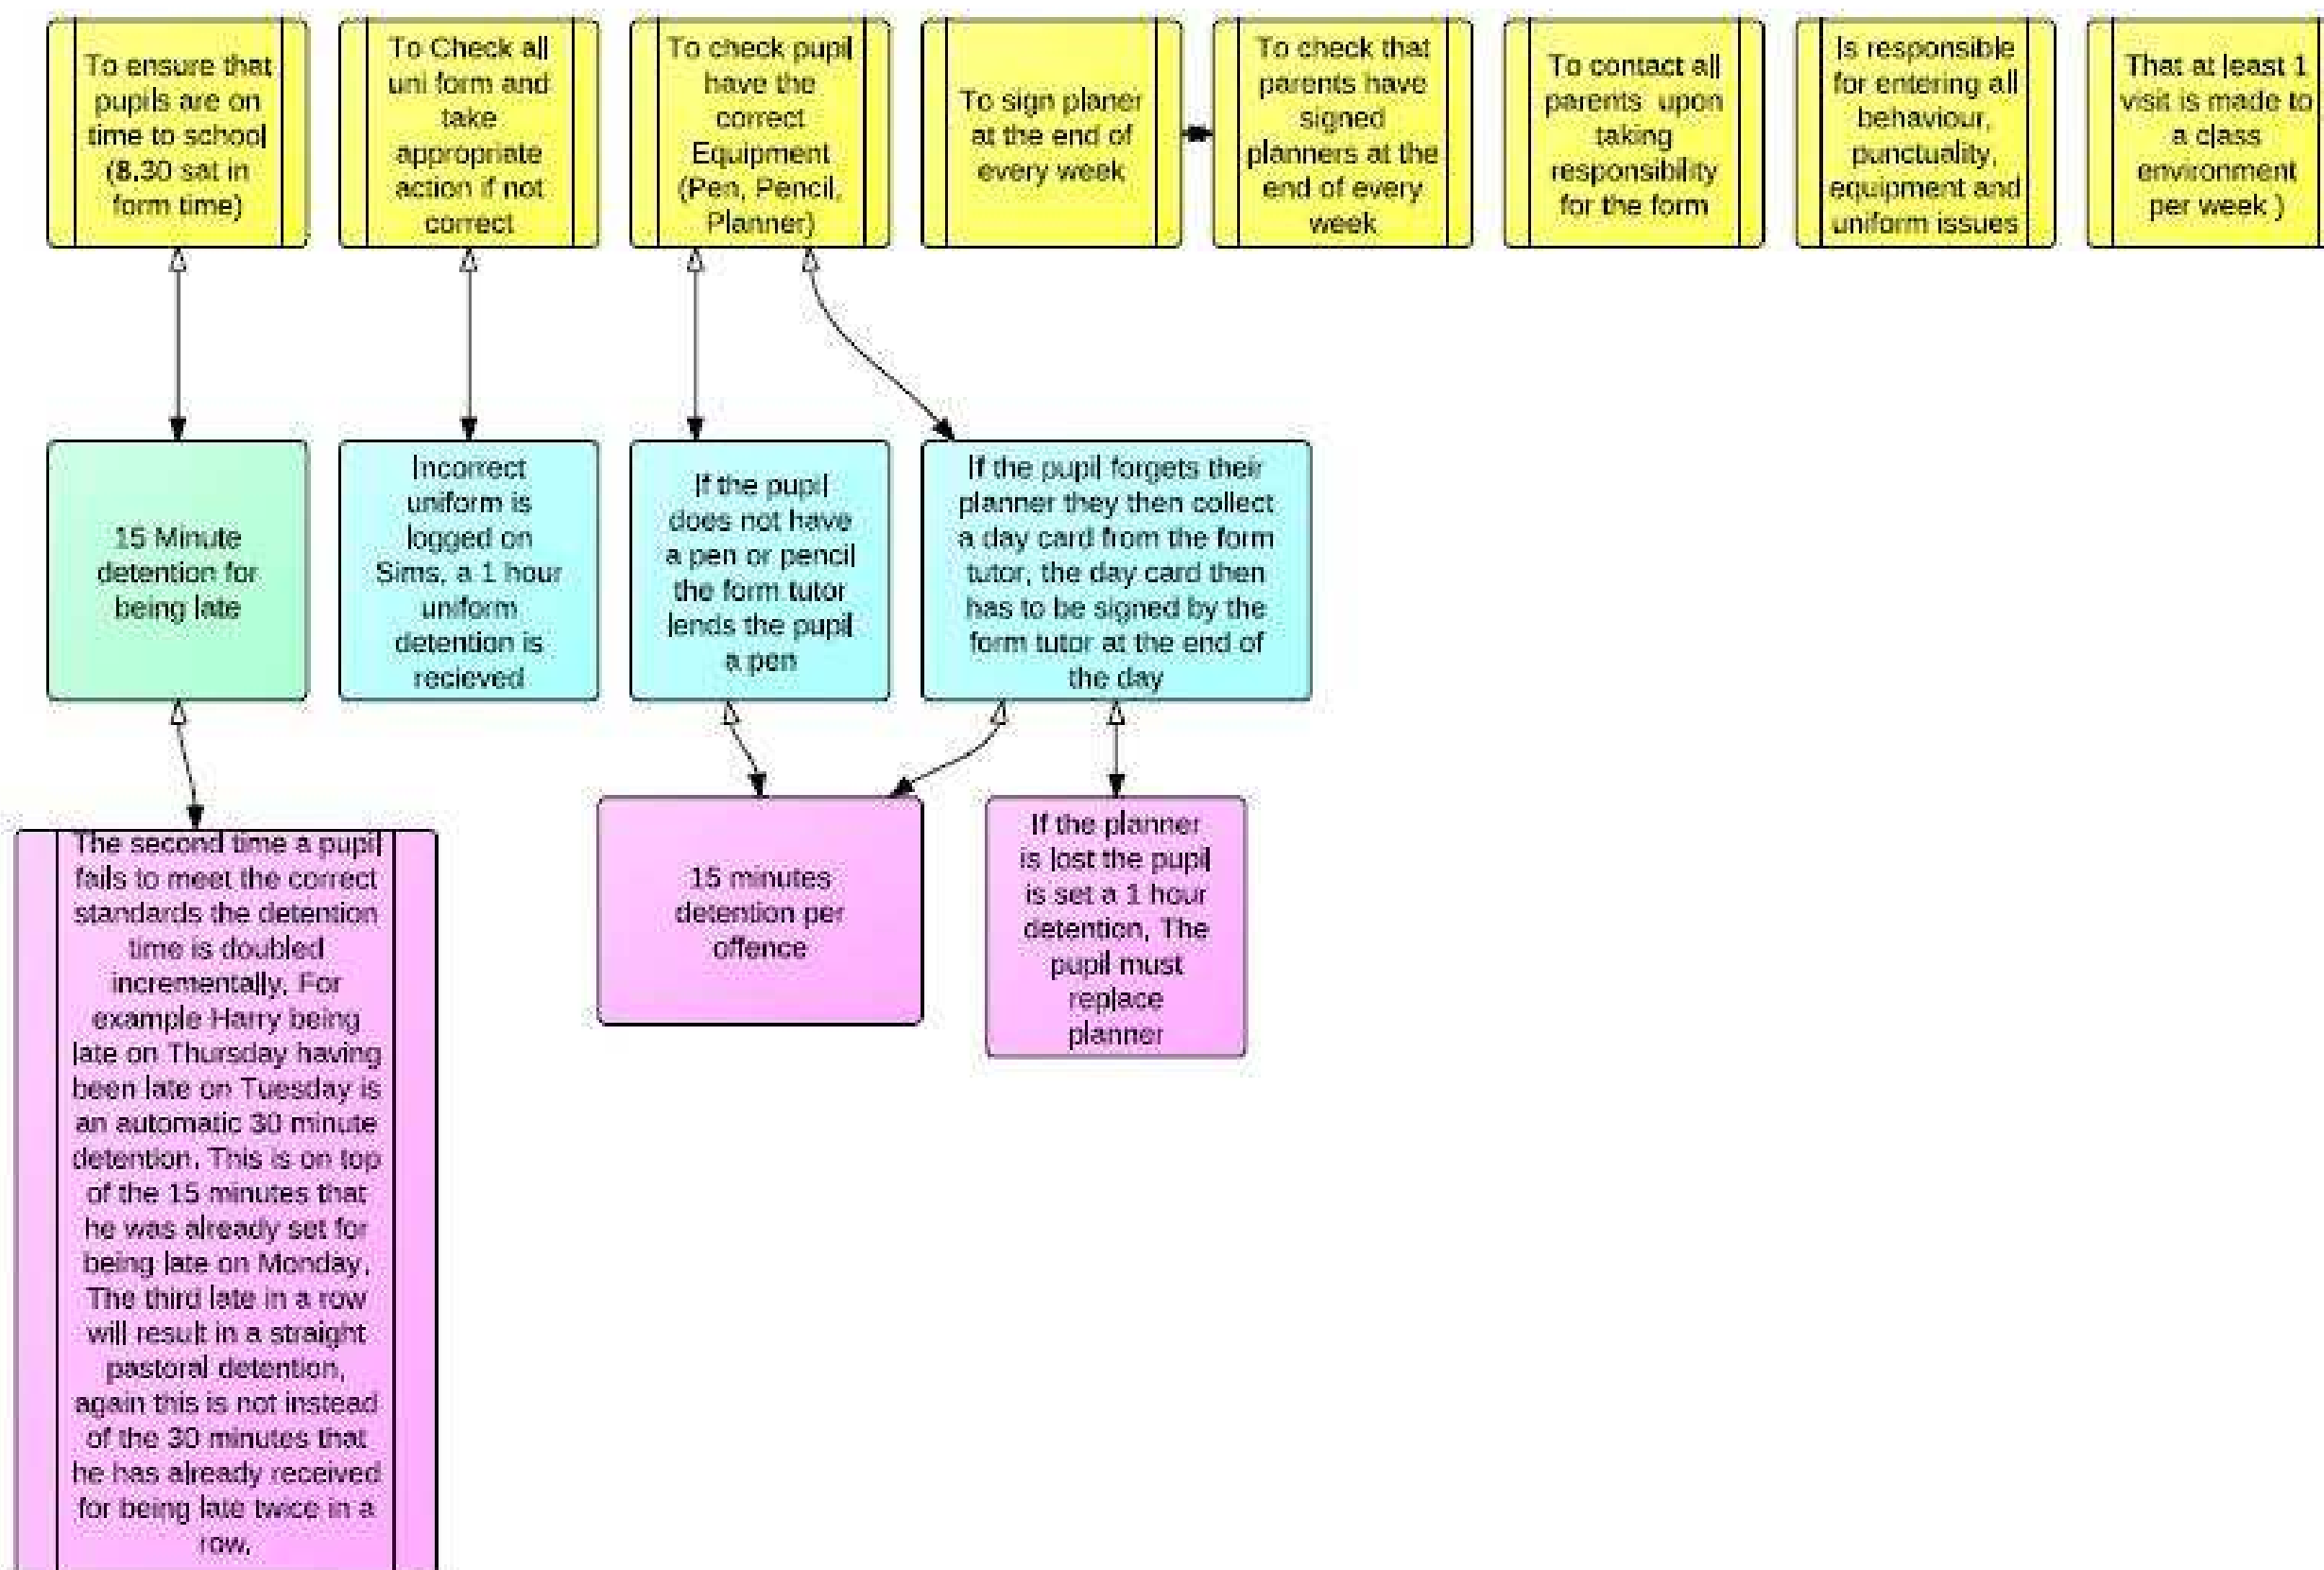 To ensure that
pupils are on
time to school
(8.30 sat in
form time)
To Check all
uni form and
take
appropriate
action if not
correct
To check pupil
have the
correct
Equipment
(Pen, Pencil,
Planner)
To sign planer
at the end of
every week
To check that
parents have
signed
planners at the
end of every
week
To contact all
parents upon
taking
responsibility
for the form
Is responsible
for entering all
behaviour,
punctuality,
equipment and
uniform issues
That at least 1
visit is made to
a class
environment
per week )
15 Minute
detention for
being late
Incorrect
uniform is
logged on
Sims, a 1 hour
uniform
detention is
recieved
If the pupil
does not have
a pen or pencil
the form tutor
lends the pupil
a pen
If the pupil forgets their
planner they then collect
a day card from the form
tutor, the day card then
has to be signed by the
form tutor at the end of
the day
The second time a pupil
fails to meet the correct
standards the detention
time is doubled
incrementally. For
example Harry being
late on Thursday having
been late on Tuesday is
an automatic 30 minute
detention. This is on top
of the 15 minutes that
he was already set for
being late on Monday.
The third late in a row
will result in a straight
pastoral detention,
again this is not instead
of the 30 minutes that
he has already received
for being late twice in a
row.
15 minutes
detention per
offence
If the planner
is lost the pupil
is set a 1 hour
detention, The
pupil must
replace
planner